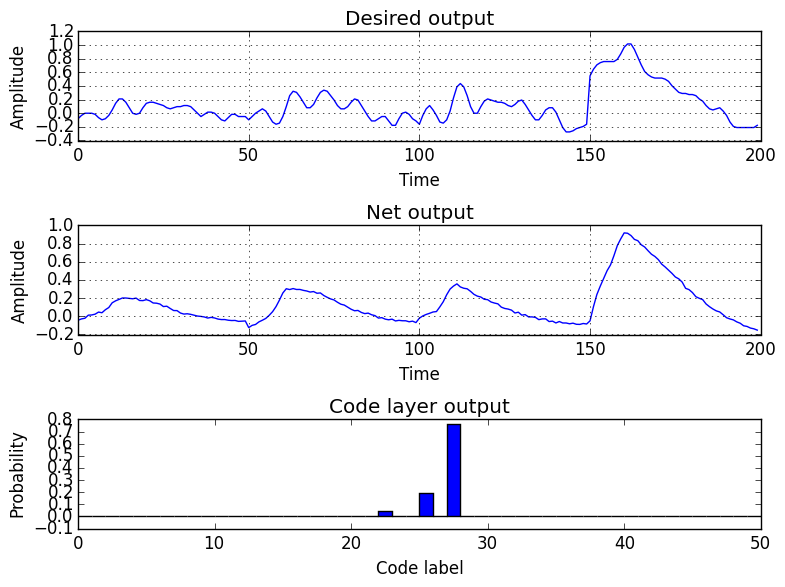 Desired output
1.2
1.0
0.8
0.6
0.4
0.2
0.0
−0.2
−0.4
Amplitude
0 50 100 150 200
Time
Net output
1.0
0.8
0.6
0.4
0.2
0.0
−0.2
Amplitude
0 50 100 150 200
Time
Code layer output
0.8
0.7
0.6
0.5
0.4
0.3
0.2
0.1
0.0
−0.1
Probability
0 10 20 30 40 50
Code label